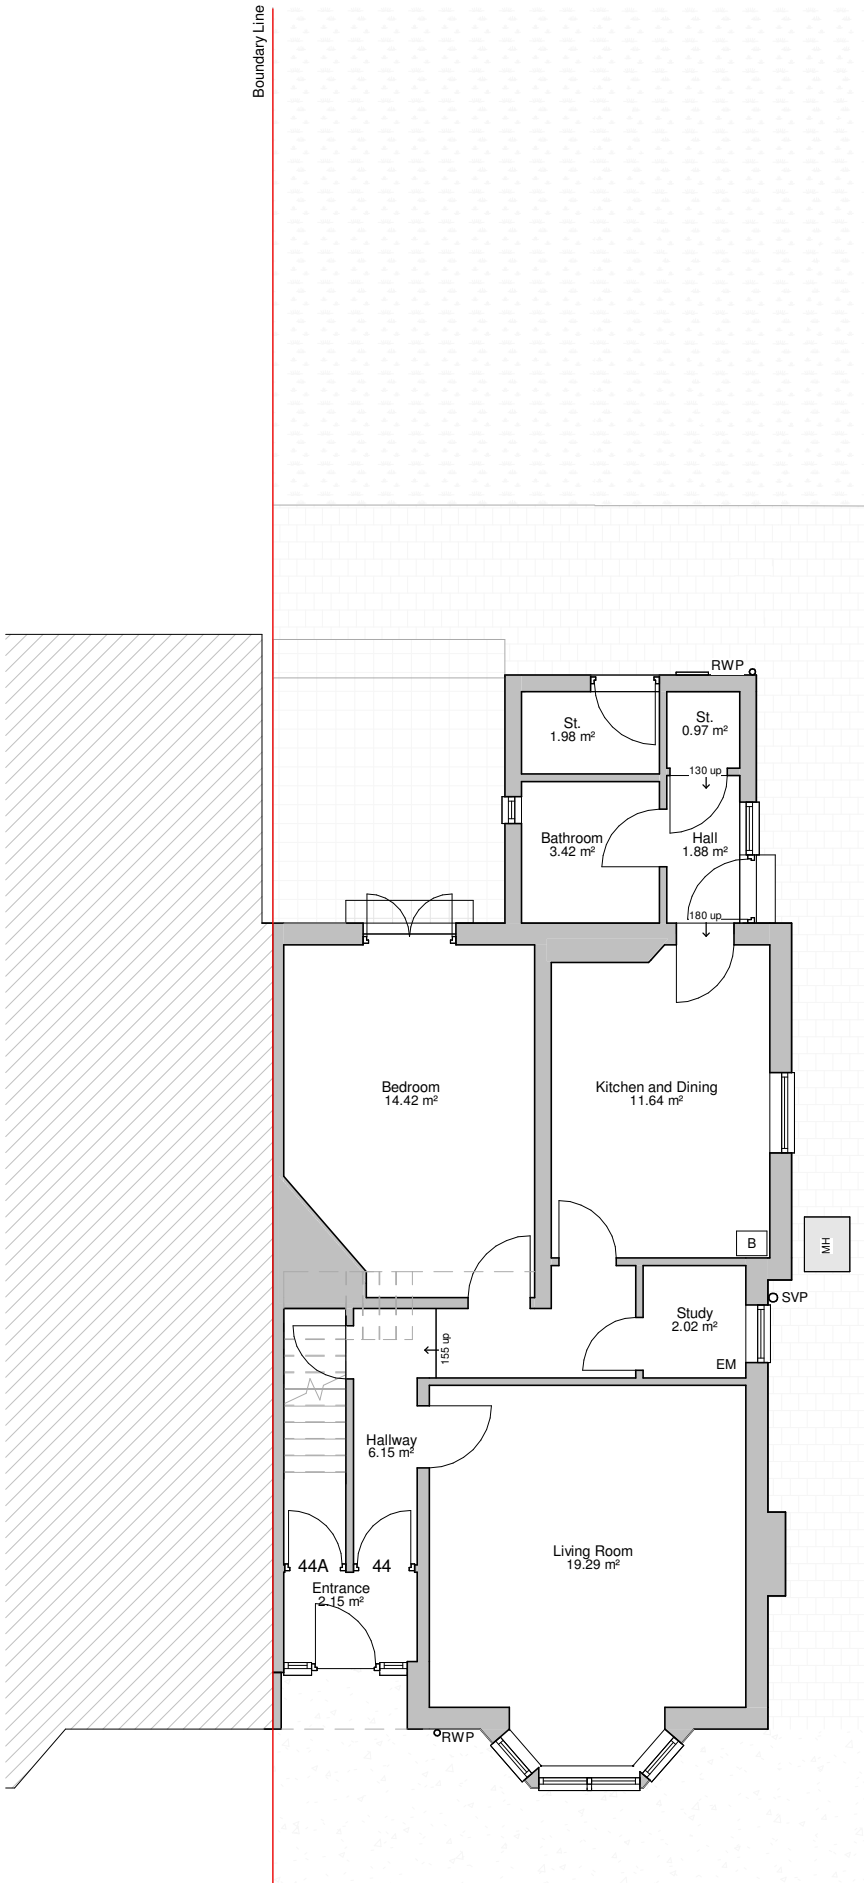 Boundary Line
RWP
St.
1.98 m²
St.
0.97 m²
130 up
Bathroom
3.42 m²
Hall
1.88 m²
180 up
Bedroom
14.42 m²
Kitchen and Dining
11.64 m²
B
MH
SVP
Study
2.02 m²
EM
155 up
Hallway
6.15 m²
Living Room
19.29 m²
44A
44
Entrance
2.15 m²
RWP